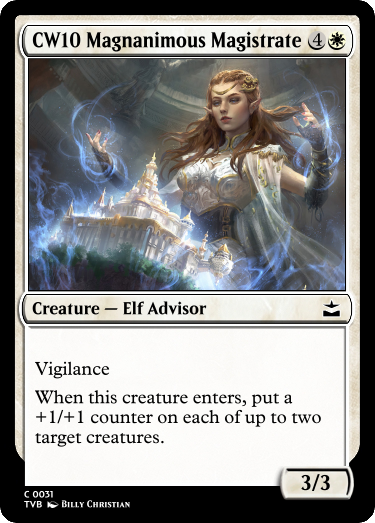 CW10 Magnanimous Magistrate 4
Creature — Elf Advisor
Vigilance
When this creature enters, put a
+1/+1 counter on each of up to two
target creatures.
3/3
C 0031
TVB Billy Christian